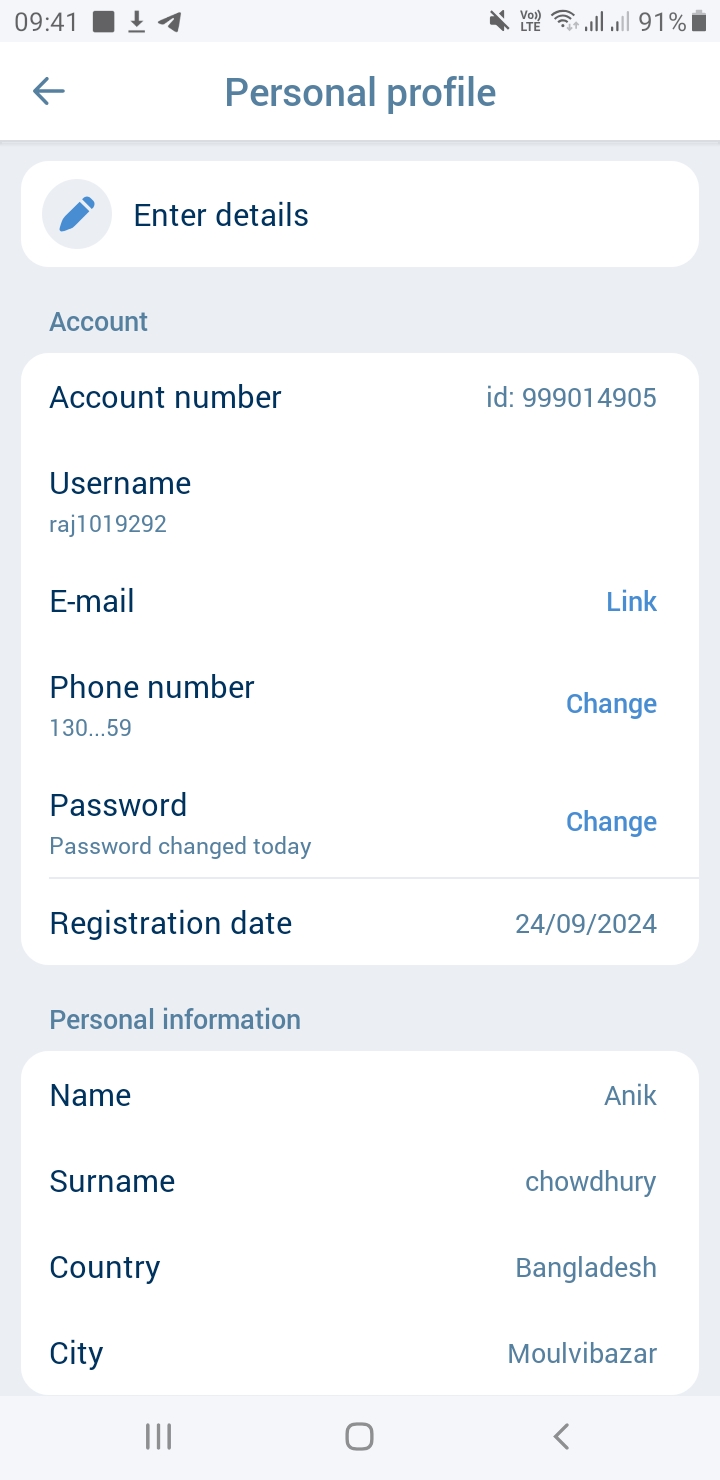 09:41 Vo)) LTE 91%
Personal profile
Enter details
Account
Account number id: 999014905
Username
raj1019292
E-mail Link
Phone number
130...59 Change
Password
Password changed today Change
Registration date 24/09/2024
Personal information
Name Anik
Surname chowdhury
Country Bangladesh
City Moulvibazar